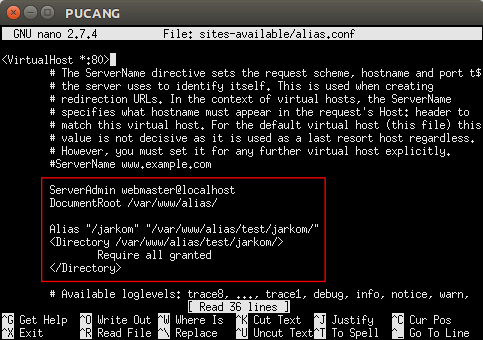 PUCANG
GNU nano 2.7.4 File: sites-available/alias.conf
<VirtualHost *:80>
# The ServerName directive sets the request scheme, hostname and port t$
# the server uses to identify itself. This is used when creating
# redirection URLs. In the context of virtual hosts, the ServerName
# specifies what hostname must appear in the request's Host: header to
# match this virtual host. For the default virtual host (this file) this
# value is not decisive as it is used as a last resort host regardless.
# However, you must set it for any further virtual host explicitly.
#ServerName www.example.com
ServerAdmin webmaster@localhost
DocumentRoot /var/www/alias/
Alias "/jarkom" "/var/www/alias/test/jarkom/"
<Directory /var/www/alias/test/jarkom/>
Require all granted
</Directory>
# Available loglevels: trace8, ..., trace1, debug, info, notice, warn,
[ Read 36 lines ]
^G Get Help ^O Write Out ^W Where Is ^K Cut Text ^J Justify ^C Cur Pos
^X Exit ^R Read File ^\ Replace ^U Uncut Text ^T To Spell ^_ Go To Line